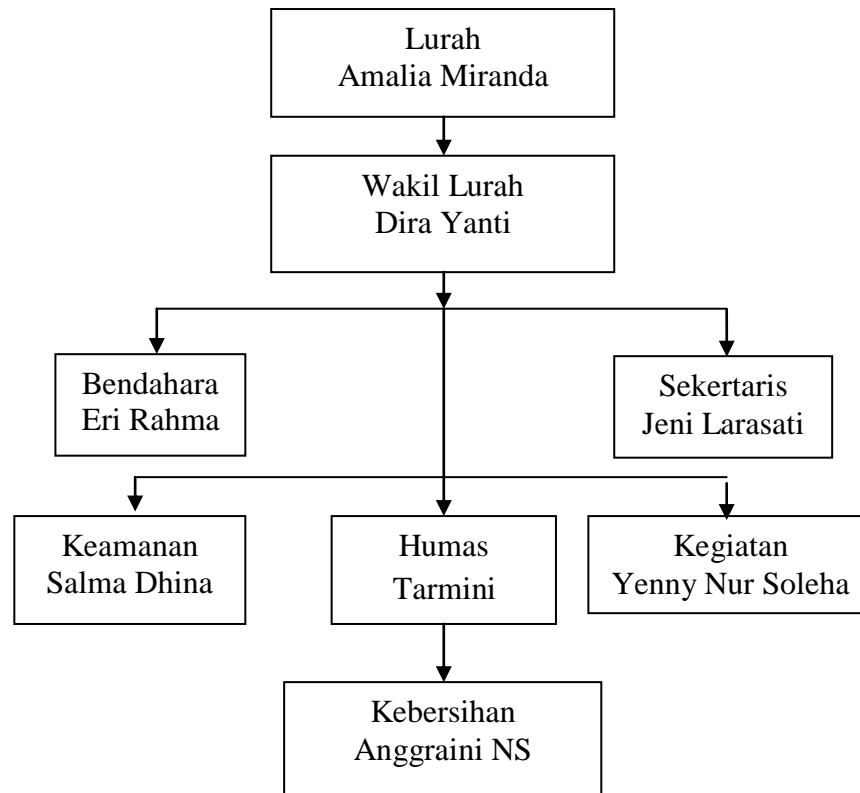 Lurah
Amalia Miranda
Wakil Lurah
Dira Yanti
Bendahara
Eri Rahma
Sekertaris
Jeni Larasati
Keamanan
Salma Dhina
Humas
Tarmini
Kegiatan
Yenny Nur Soleha
Kebersihan
Anggraini NS